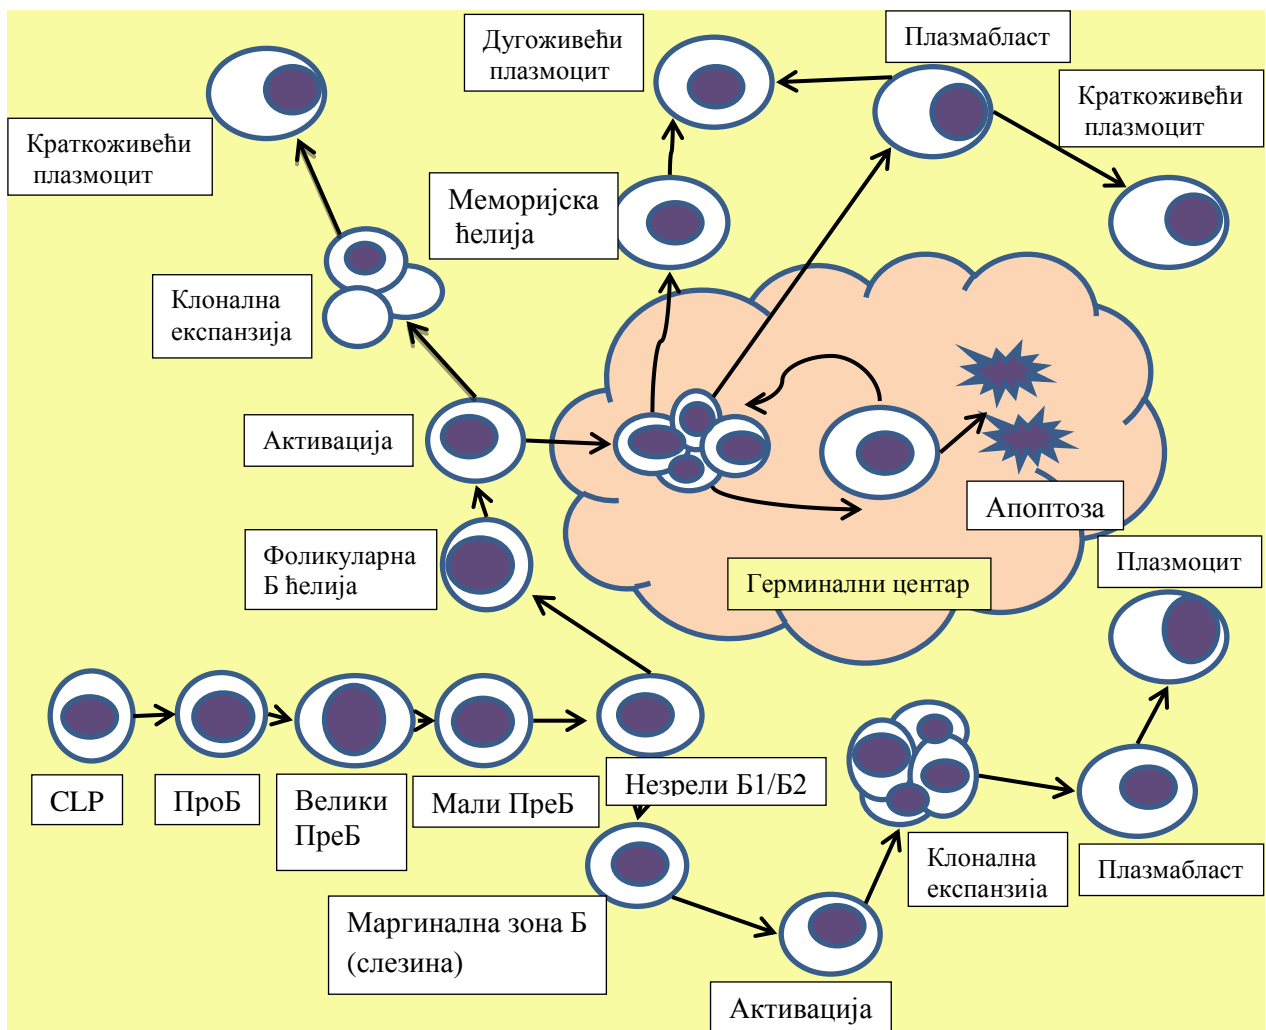 Дугоживећи
плазмоцит
Плазмабласт
Краткоживећи
плазмоцит
Краткоживећи
плазмоцит
Меморијска
ћелија
Клонална
експанзија
Активација
Апоптоза
Фоликуларна
Б ћелија
Герминални центар
Плазмоцит
CLP
ПроБ
Велики
ПреБ
Мали ПреБ
Незрели Б1/Б2
Клонална
експанзија
Плазмабласт
Маргинална зона Б
(слезина)
Активација